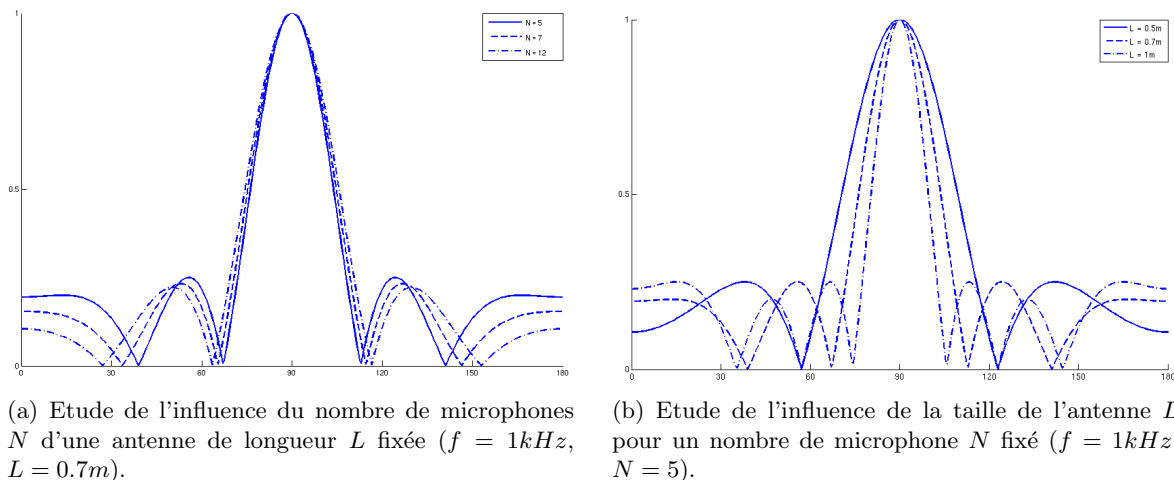 1
0.5
0
0 30 60 90 120 150 180
N = 5
N = 7
N = 12
(a) Etude de l'influence du nombre de microphones
N d'une antenne de longueur L fixée (f = 1kHz,
L = 0.7m).
1
0.5
0
0 30 60 90 120 150 180
L = 0.5m
L = 0.7m
L = 1m
(b) Etude de l'influence de la taille de l'antenne L
pour un nombre de microphone N fixé (f = 1kHz
N = 5).